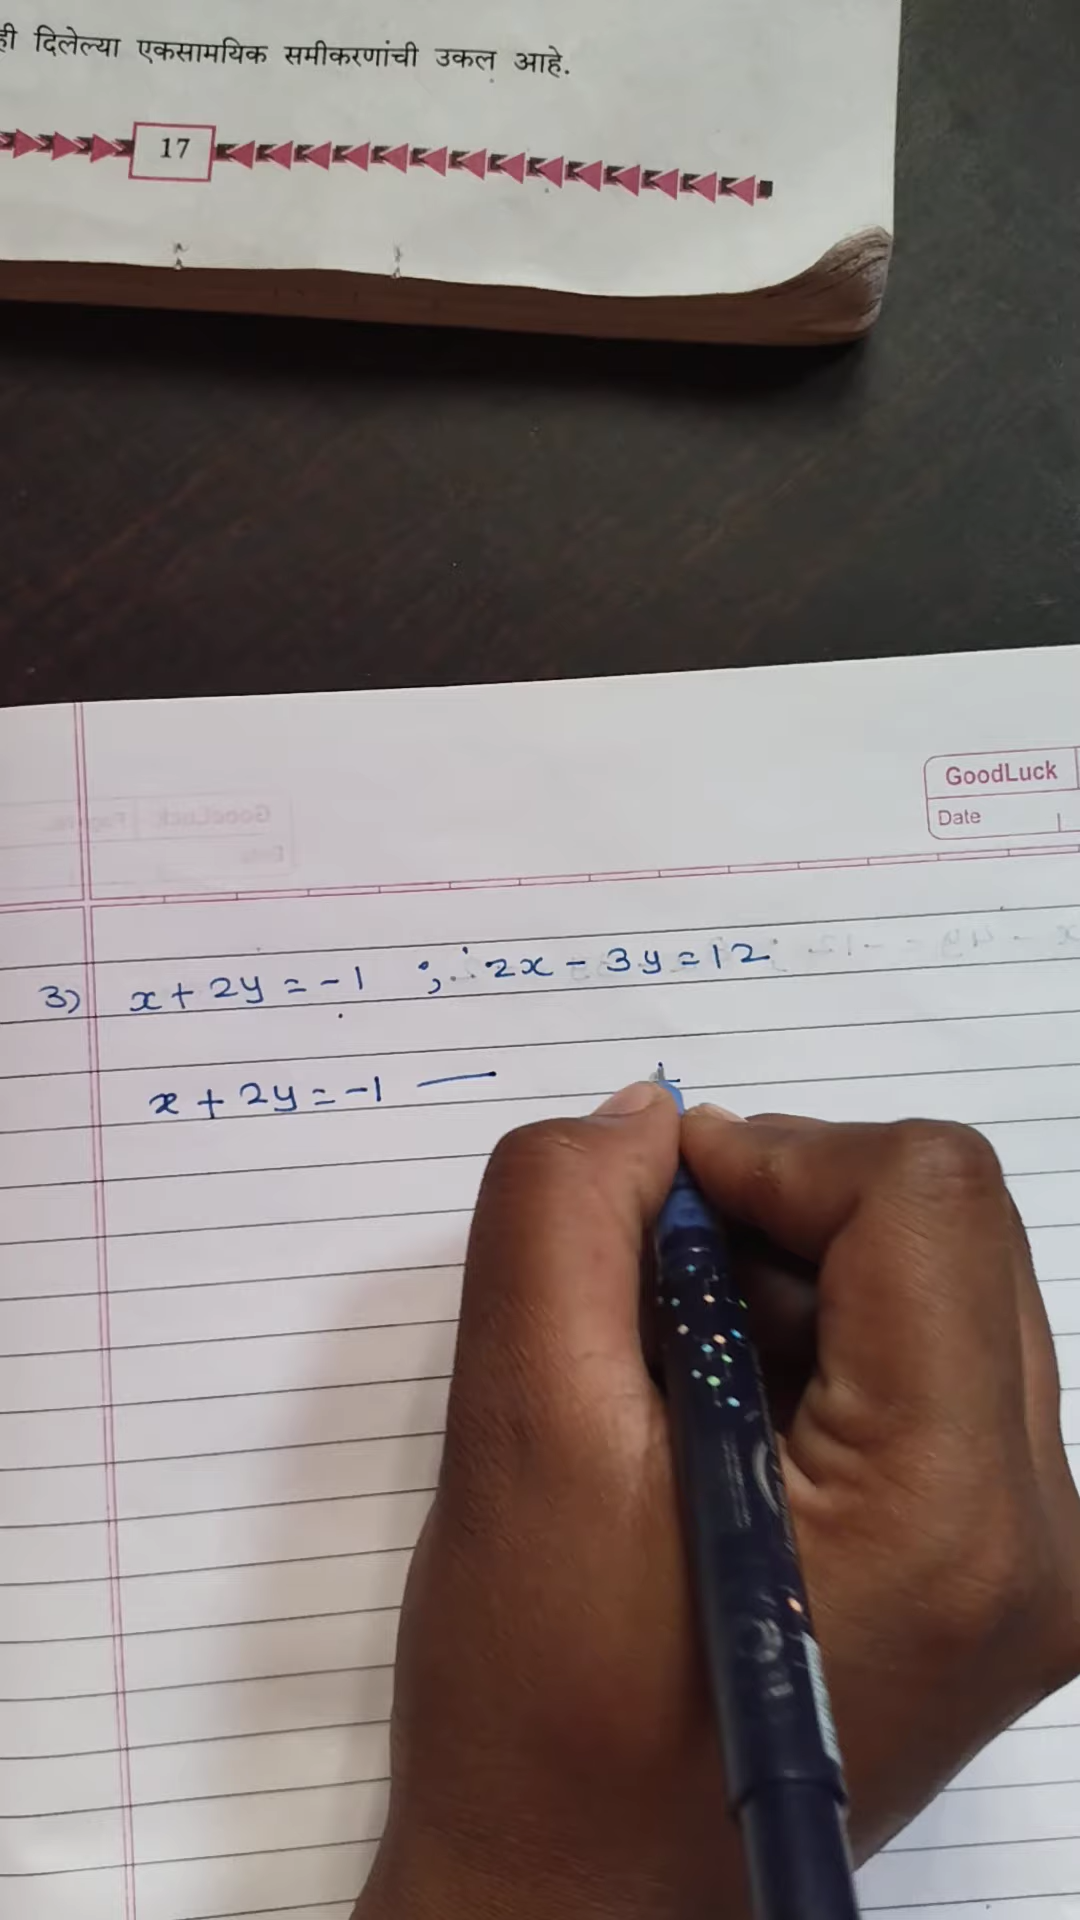 ही दिलेल्या एकसामयिक समीकरणांची उकल आहे.
17
GoodLuck
Date
3) x + 2y = -1 ; 2x - 3y = 12
x + 2y = -1 —